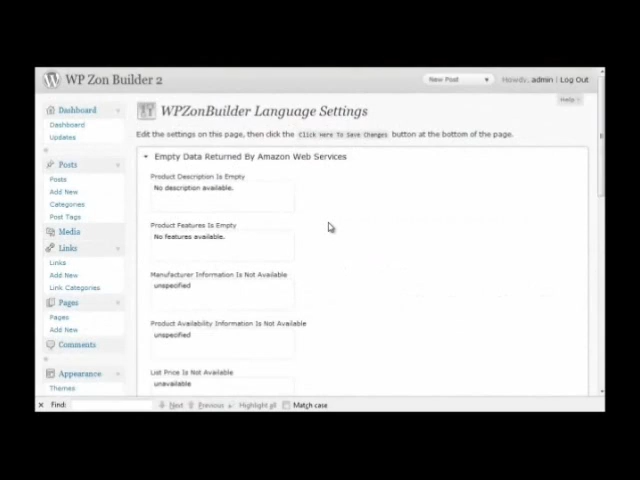 WP Zon Builder 2
New Post
Howdy, admin | Log Out
Help
Dashboard
Dashboard
Updates
Posts
Posts
Add New
Categories
Post Tags
Media
Links
Links
Add New
Link Categories
Pages
Pages
Add New
Comments
Appearance
Themes
WPZonBuilder Language Settings
Edit the settings on this page, then click the Click Here To Save Changes button at the bottom of the page.
Empty Data Returned By Amazon Web Services
Product Description Is Empty
No description available.
Product Features Is Empty
No features available.
Manufacturer Information Is Not Available
unspecified
Product Availability Information Is Not Available
unspecified
List Price Is Not Available
unavailable
Find:
Next
Previous
Highlight all
Match case